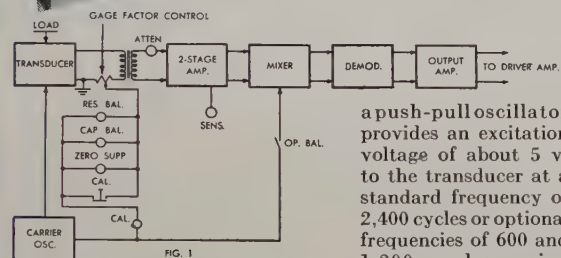 GAGE FACTOR CONTROL
LOAD
ATTEN
TRANSDUCER
2-STAGE
AMP.
MIXER
DEMOD.
OUTPUT
AMP.
TO DRIVER AMP.
RES BAL.
SENS.
CAP BAL.
OP. BAL.
ZERO SUPP
CAL.
CAL.
CARRIER
OSC.
FIG. 1
a push-pull oscillato
provides an excitation
voltage of about 5 v
to the transducer at a
standard frequency o
2,400 cycles or optiona
frequencies of 600 and